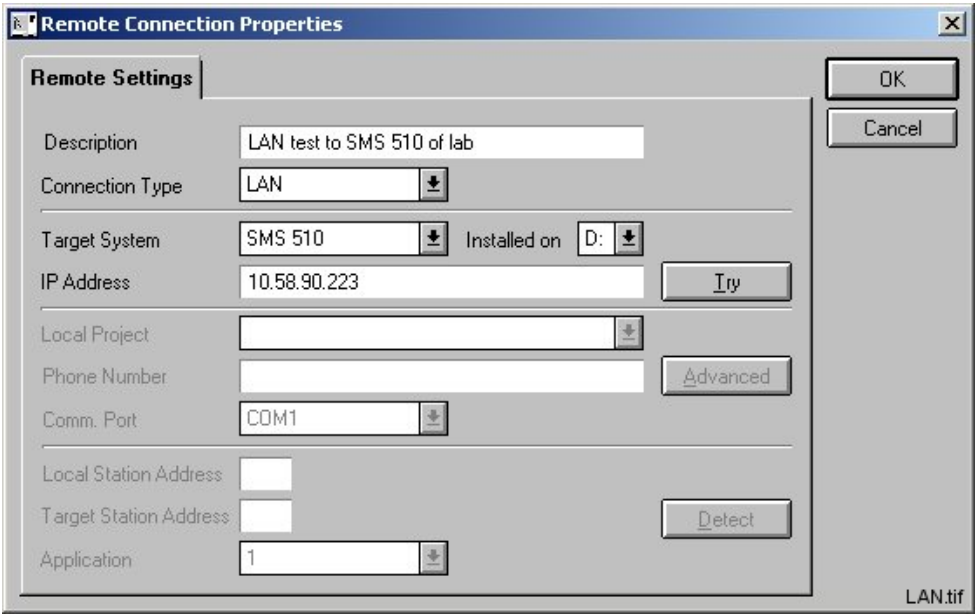 Remote Connection Properties
Remote Settings
OK
Cancel
Description LAN test to SMS 510 of lab
Connection Type LAN
Target System SMS 510 Installed on D:
IP Address 10.58.90.223 Try
Local Project
Phone Number Advanced
Comm. Port COM1
Local Station Address
Target Station Address Detect
Application 1
LAN.tif